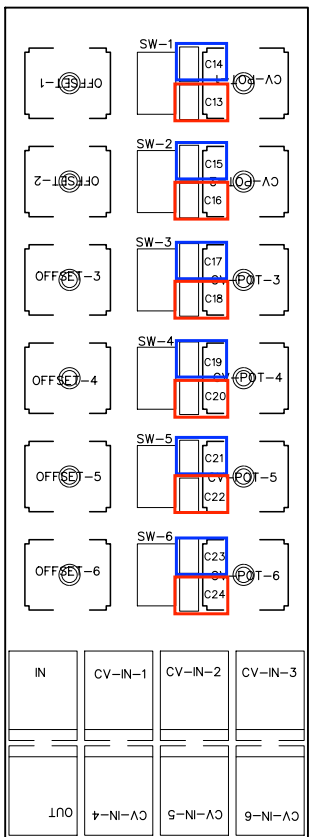 SW-1
C14
OFFSET-1
CV-POT-1
C13
SW-2
C15
OFFSET-2
CV-POT-2
C16
SW-3
C17
OFFSET-3
CV-POT-3
C18
SW-4
C19
OFFSET-4
CV-POT-4
C20
SW-5
C21
OFFSET-5
CV-POT-5
C22
SW-6
C23
OFFSET-6
CV-POT-6
C24
IN
CV-IN-1
CV-IN-2
CV-IN-3
OUT
CV-IN-4
CV-IN-5
CV-IN-6